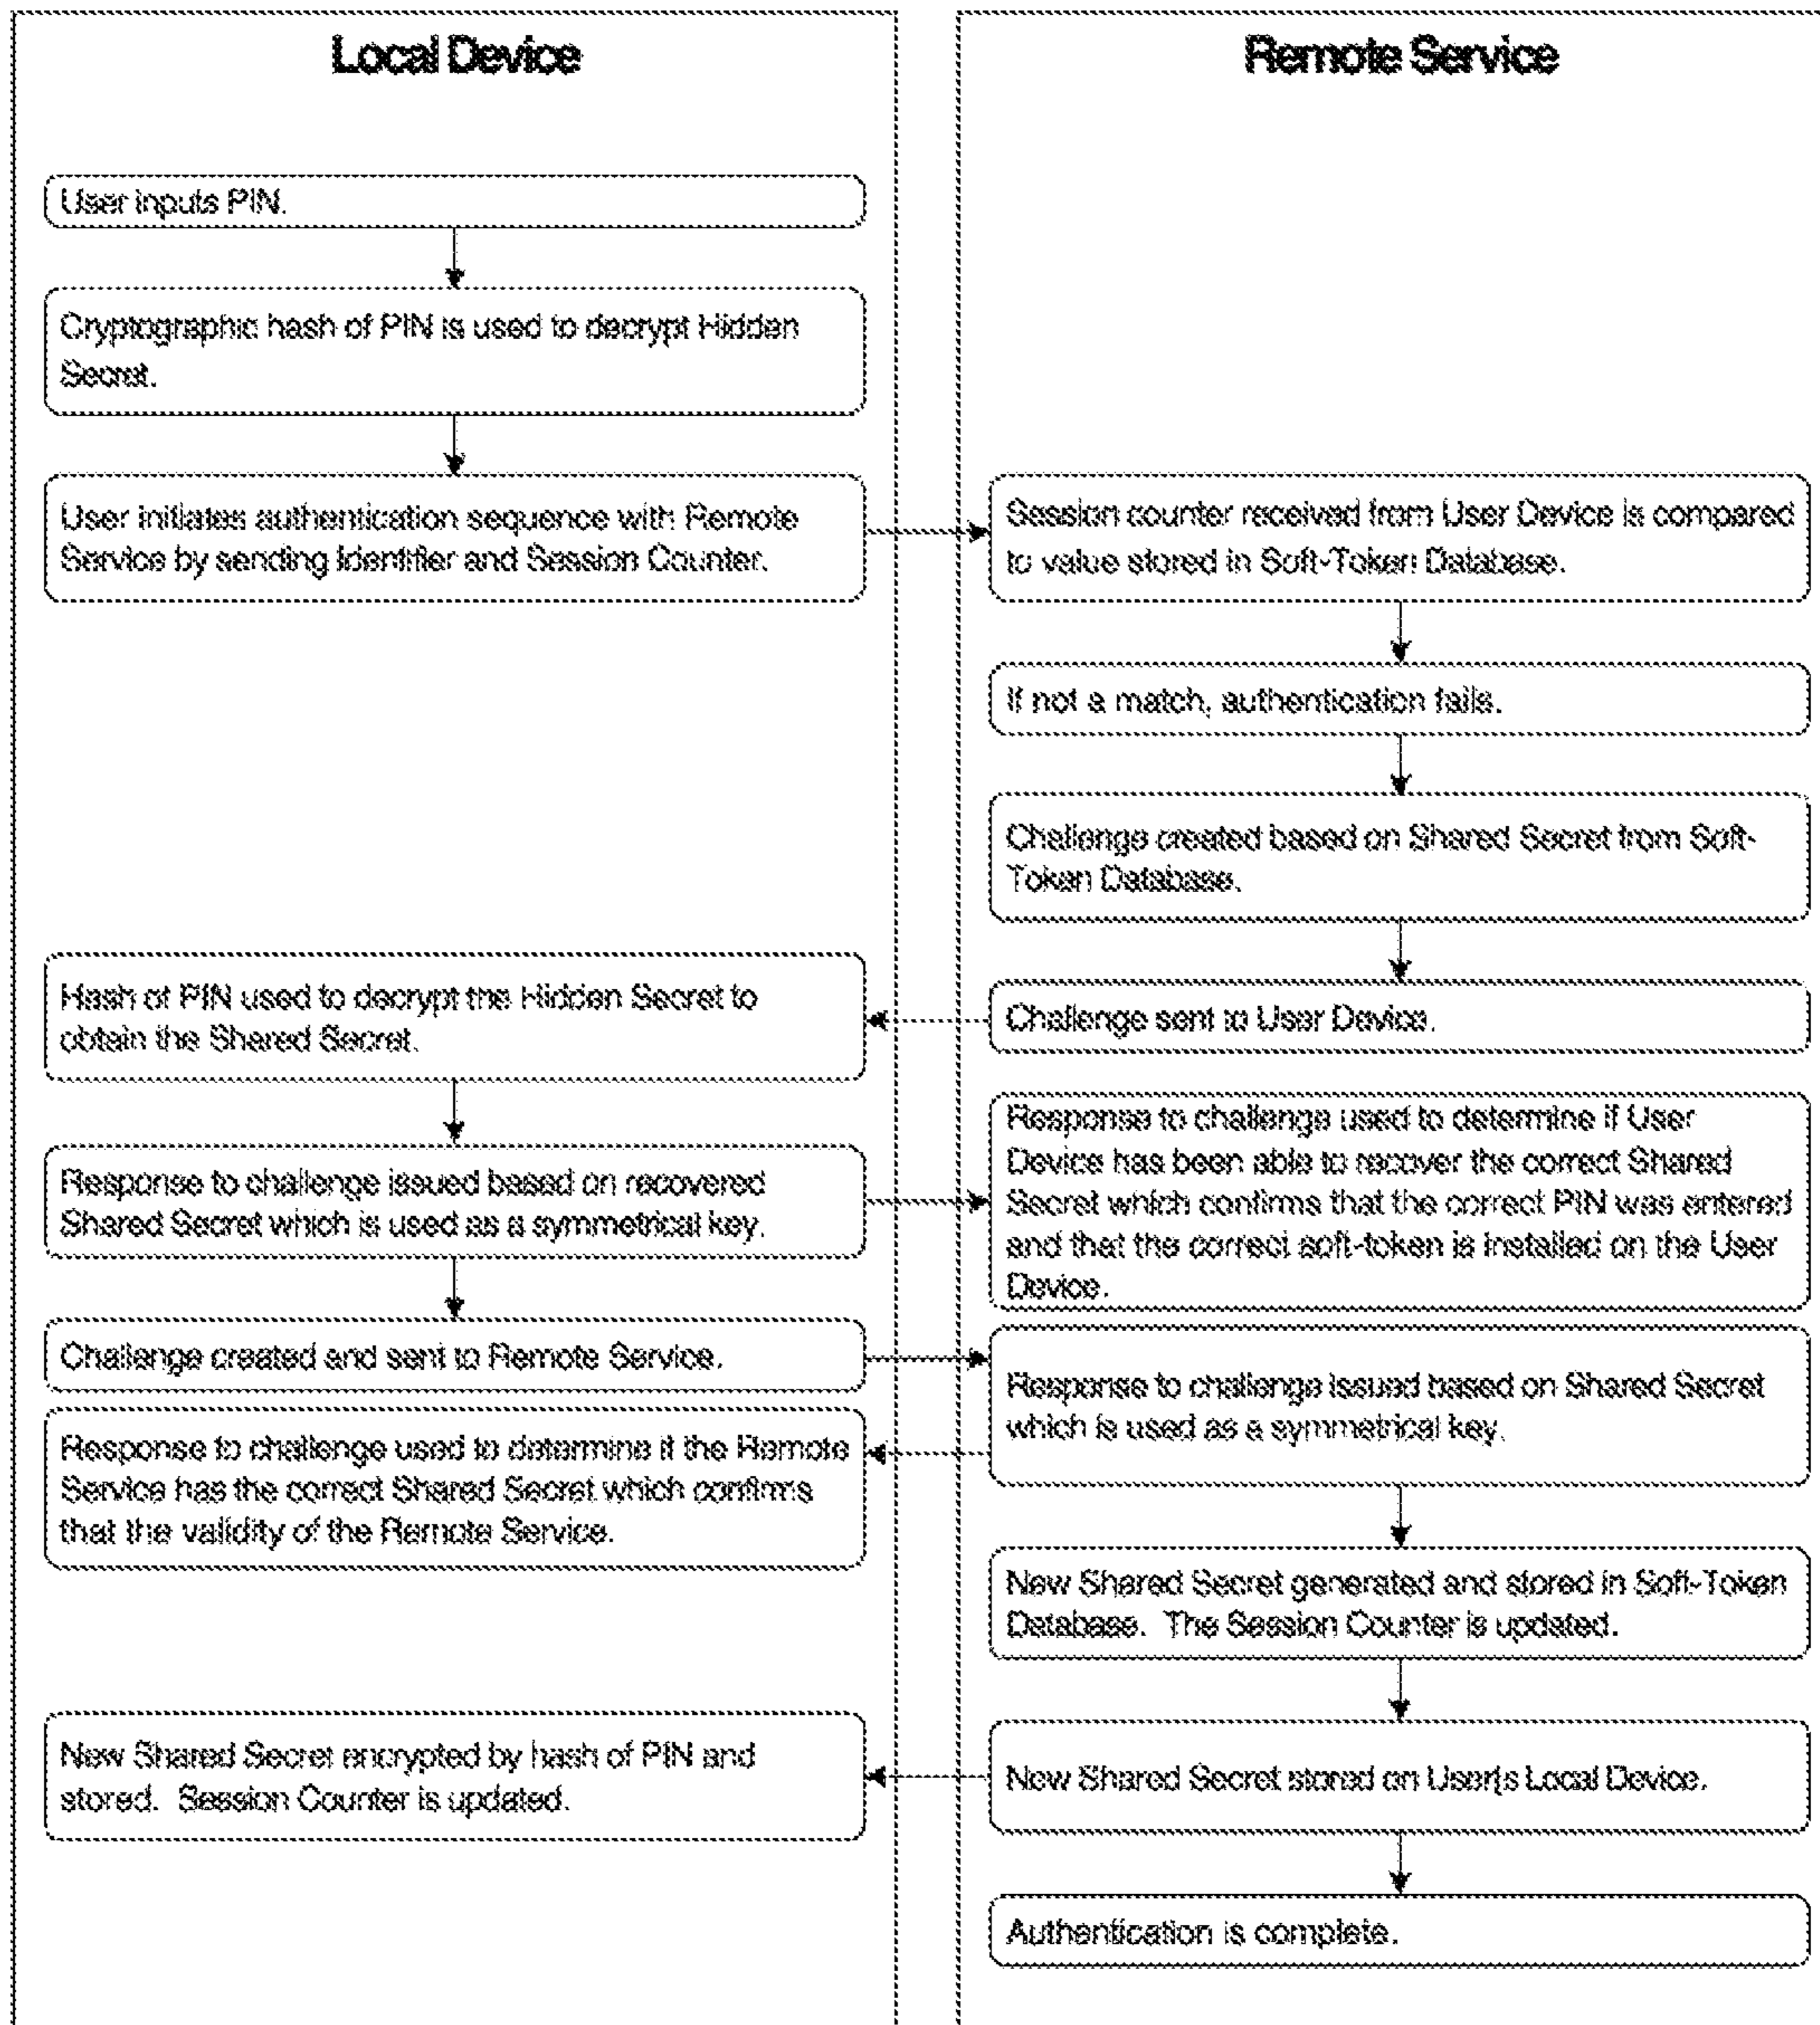 Local Device
User inputs PIN.
Cryptographic hash of PIN is used to decrypt Hidden
Secret.
User initiates authentication sequence with Remote
Service by sending Identifier and Session Counter.
Hash of PIN used to decrypt the Hidden Secret to
obtain the Shared Secret.
Response to challenge issued based on recovered
Shared Secret which is used as a symmetrical key.
Challenge created and sent to Remote Service.
Response to challenge used to determine if the Remote
Service has the correct Shared Secret which confirms
that the validity of the Remote Service.
New Shared Secret encrypted by hash of PIN and
stored. Session Counter is updated.
Remote Service
Session counter received from User Device is compared
to value stored in Soft-Token Database.
If not a match, authentication fails.
Challenge created based on Shared Secret from Soft-
Token Database.
Challenge sent to User Device.
Response to challenge used to determine if User
Device has been able to recover the correct Shared
Secret which confirms that the correct PIN was entered
and that the correct soft-token is installed on the User
Device.
Response to challenge issued based on Shared Secret
which is used as a symmetrical key.
New Shared Secret generated and stored in Soft-Token
Database. The Session Counter is updated.
New Shared Secret stored on User's Local Device.
Authentication is complete.